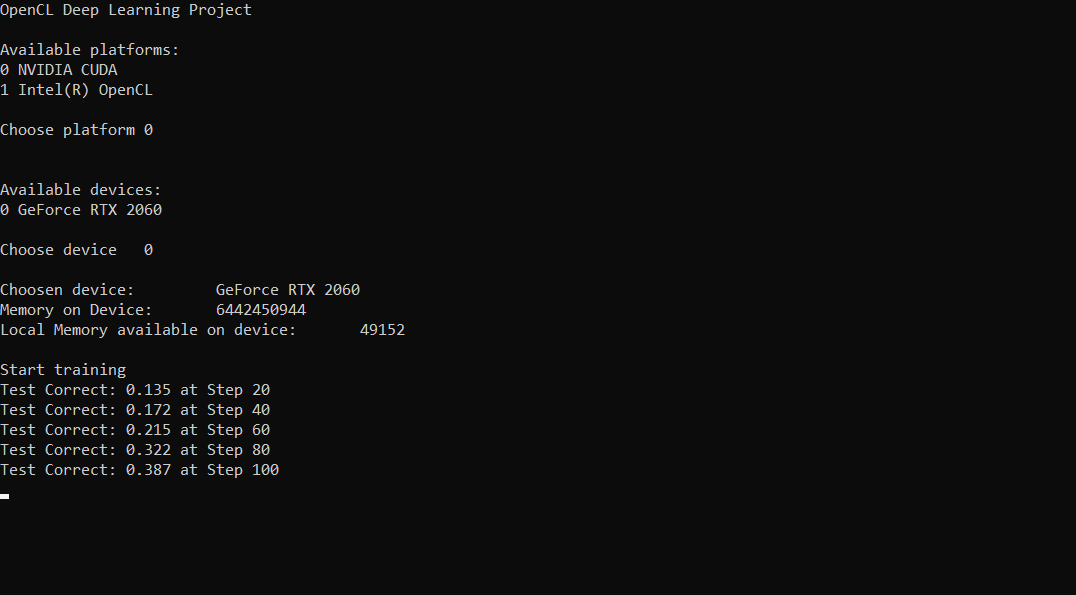 OpenCL Deep Learning Project
Available platforms:
0 NVIDIA CUDA
1 Intel(R) OpenCL
Choose platform 0
Available devices:
0 GeForce RTX 2060
Choose device   0
Choosen device:         GeForce RTX 2060
Memory on Device:       6442450944
Local Memory available on device:       49152
Start training
Test Correct: 0.135 at Step 20
Test Correct: 0.172 at Step 40
Test Correct: 0.215 at Step 60
Test Correct: 0.322 at Step 80
Test Correct: 0.387 at Step 100